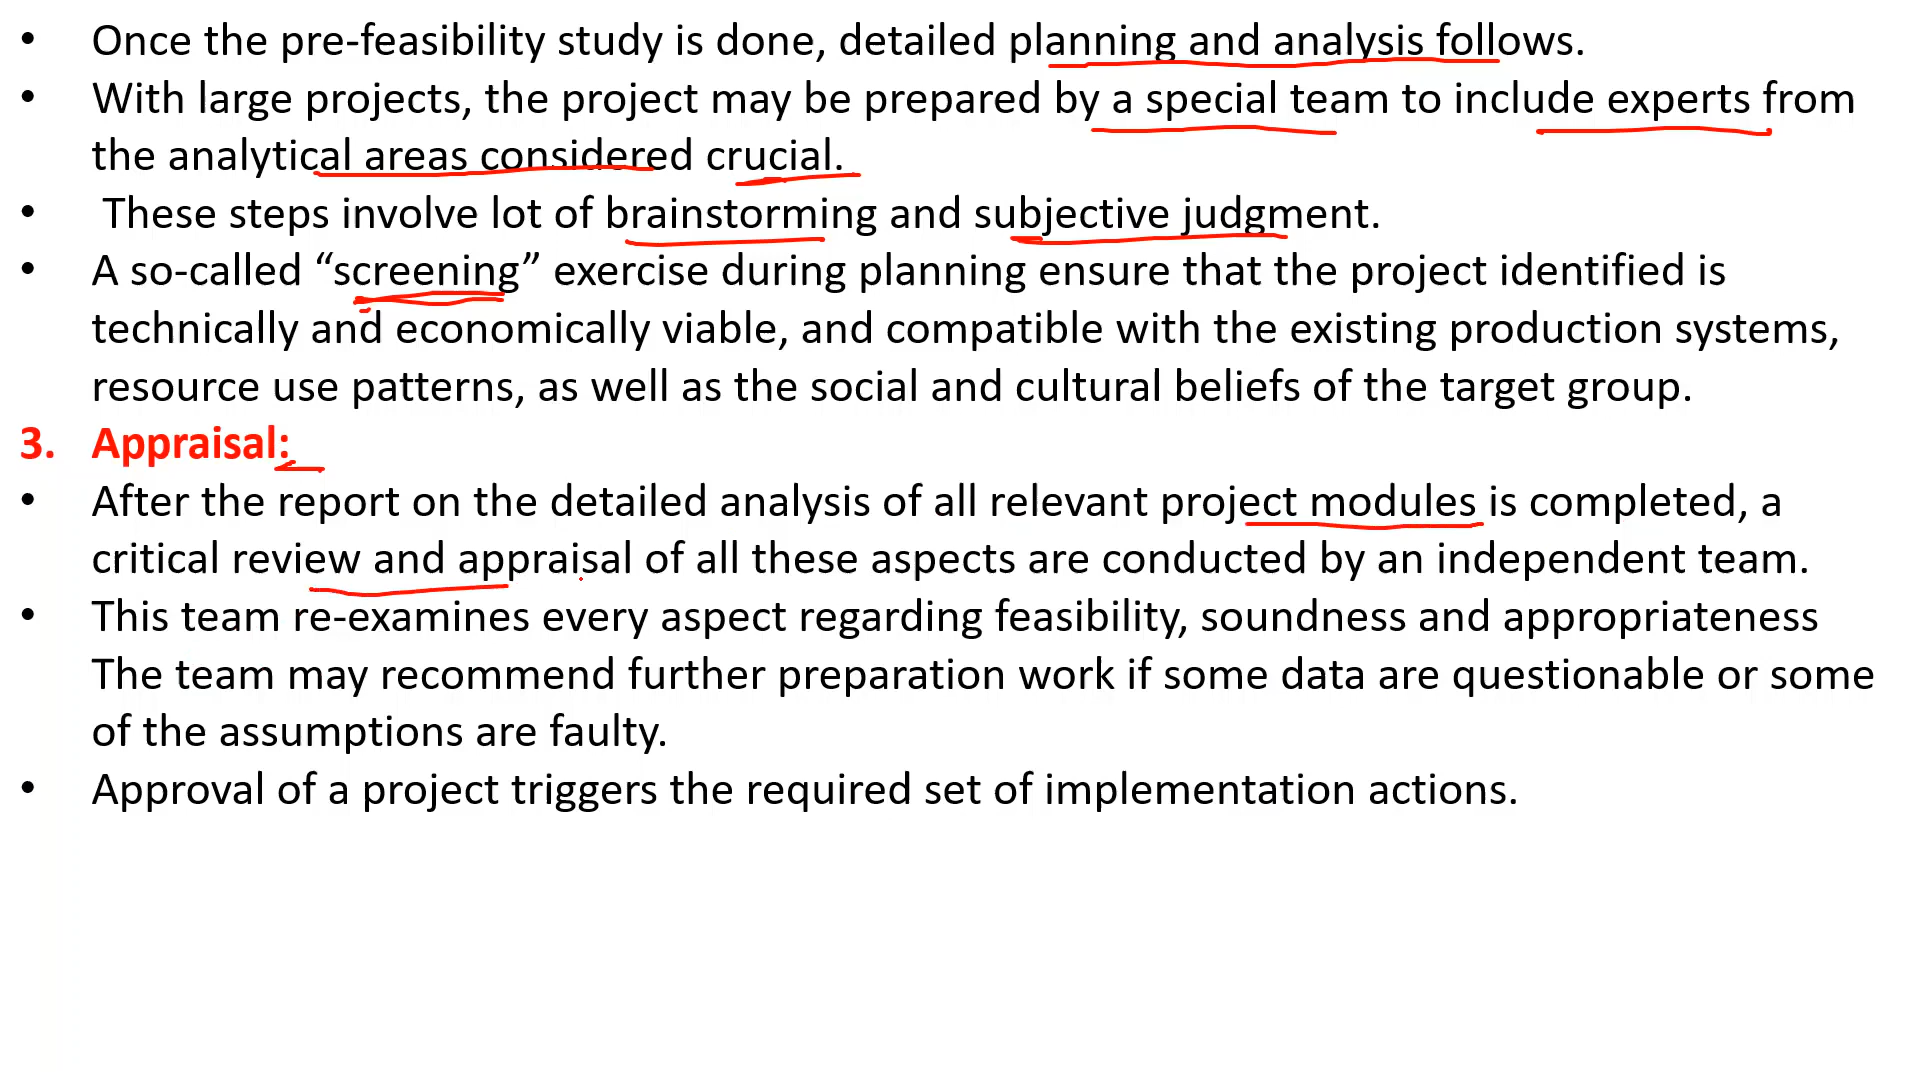 • Once the pre-feasibility study is done, detailed planning and analysis follows.
• With large projects, the project may be prepared by a special team to include experts from
the analytical areas considered crucial.
• These steps involve lot of brainstorming and subjective judgment.
• A so-called “screening” exercise during planning ensure that the project identified is
technically and economically viable, and compatible with the existing production systems,
resource use patterns, as well as the social and cultural beliefs of the target group.
3. Appraisal:
• After the report on the detailed analysis of all relevant project modules is completed, a
critical review and appraisal of all these aspects are conducted by an independent team.
• This team re-examines every aspect regarding feasibility, soundness and appropriateness
The team may recommend further preparation work if some data are questionable or some
of the assumptions are faulty.
• Approval of a project triggers the required set of implementation actions.